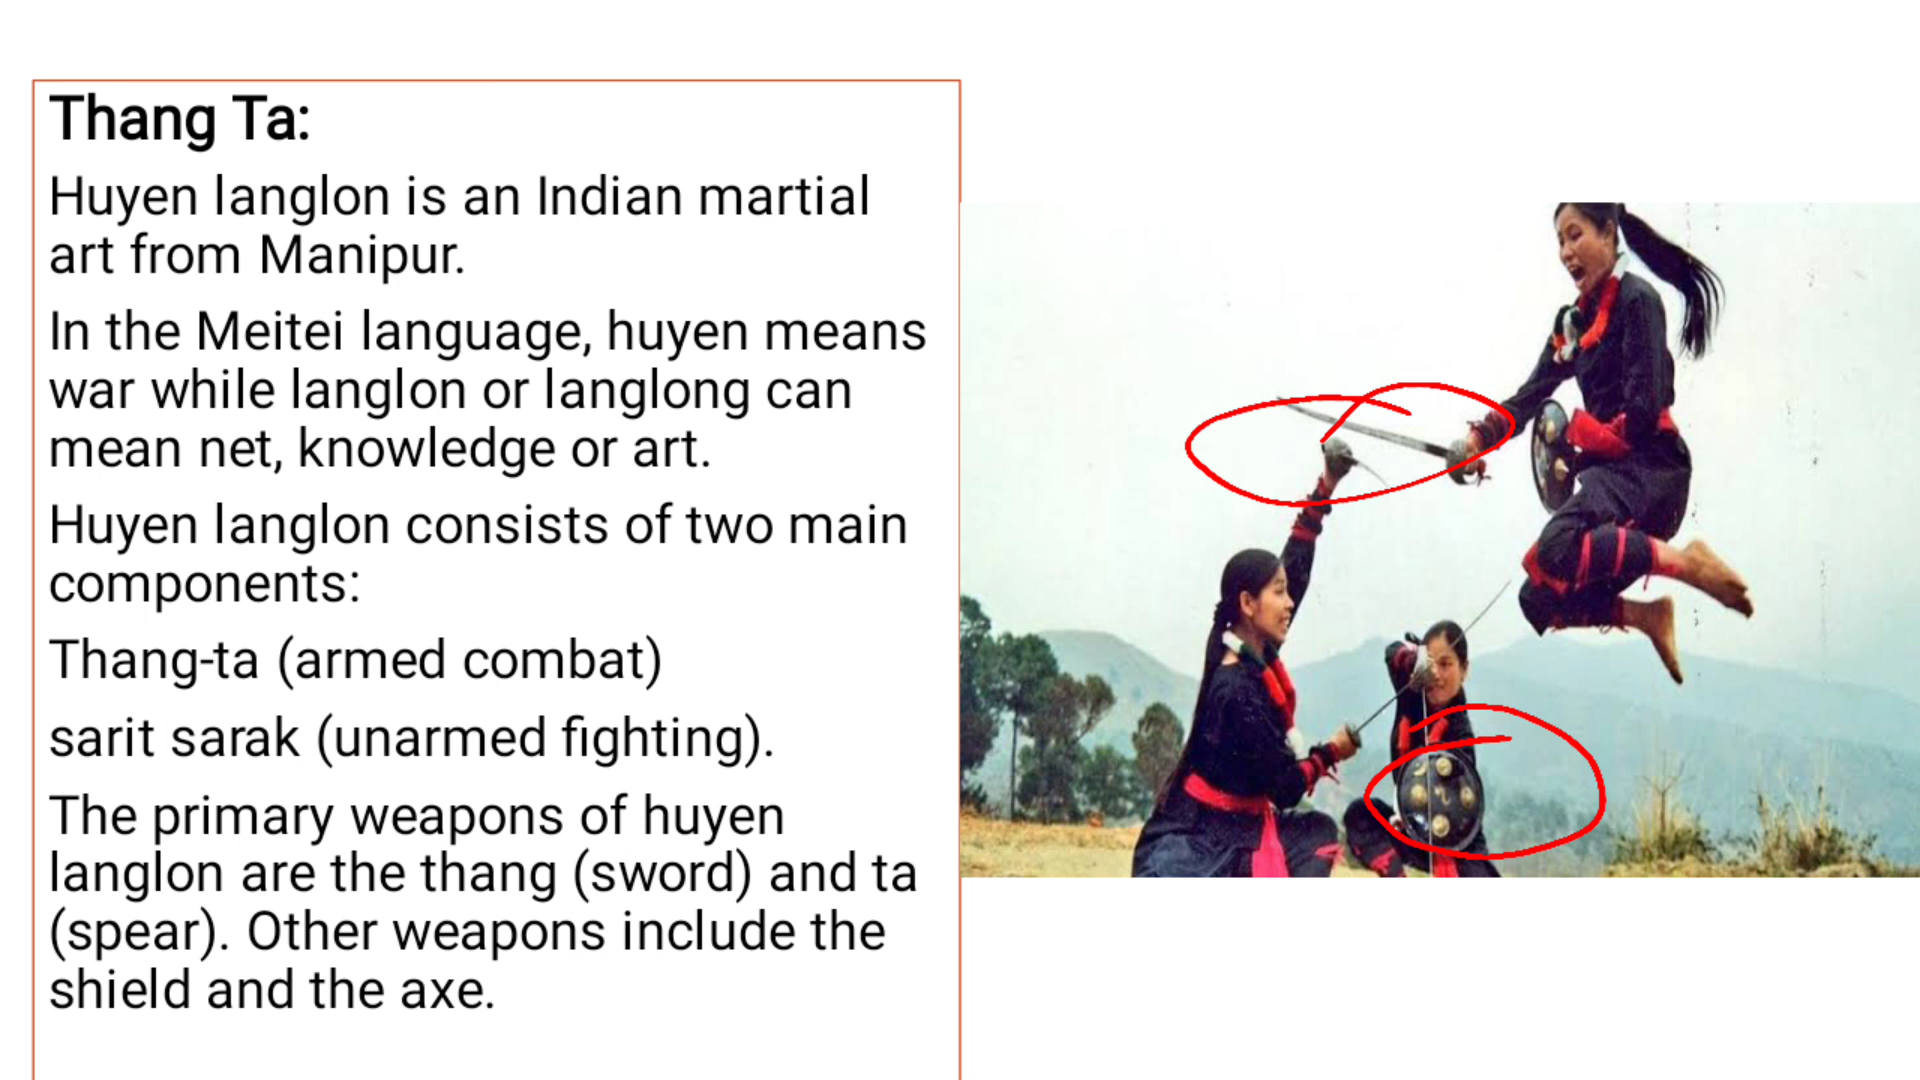 Thang Ta:
Huyen langlon is an Indian martial
art from Manipur.
In the Meitei language, huyen means
war while langlon or langlong can
mean net, knowledge or art.
Huyen langlon consists of two main
components:
Thang-ta (armed combat)
sarit sarak (unarmed fighting).
The primary weapons of huyen
langlon are the thang (sword) and ta
(spear). Other weapons include the
shield and the axe.